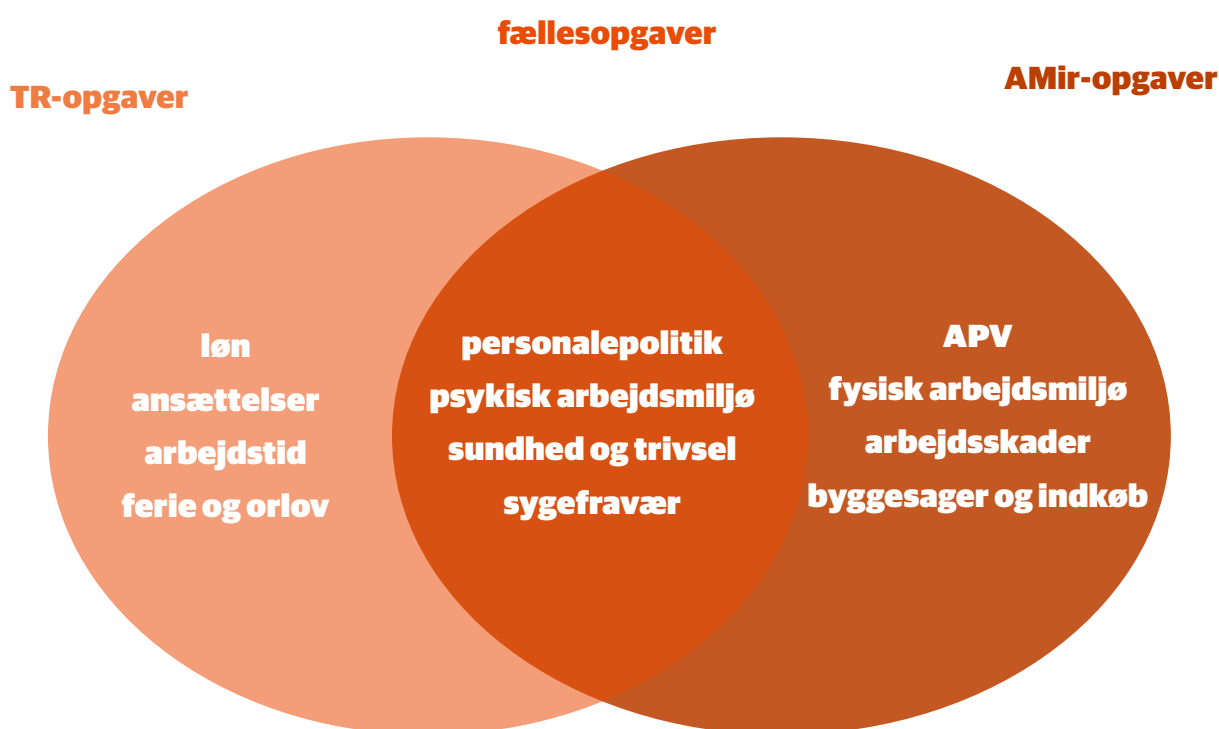 fællesopgaver
TR-opgaver
AMir-opgaver
løn
ansættelser
arbejdstid
ferie og orlov
personalepolitik
psykisk arbejdsmiljø
sundhed og trivsel
sygefravær
APV
fysisk arbejdsmiljø
arbejdsskader
byggesager og indkøb